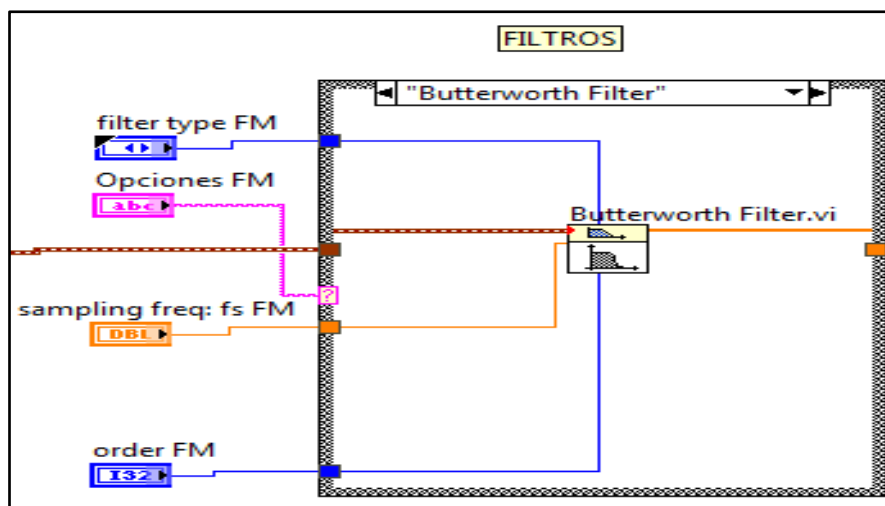 FILTROS
"Butterworth Filter"
filter type FM
Opciones FM
abc
Butterworth Filter.vi
?
sampling freq: fs FM
DBL
order FM
I32